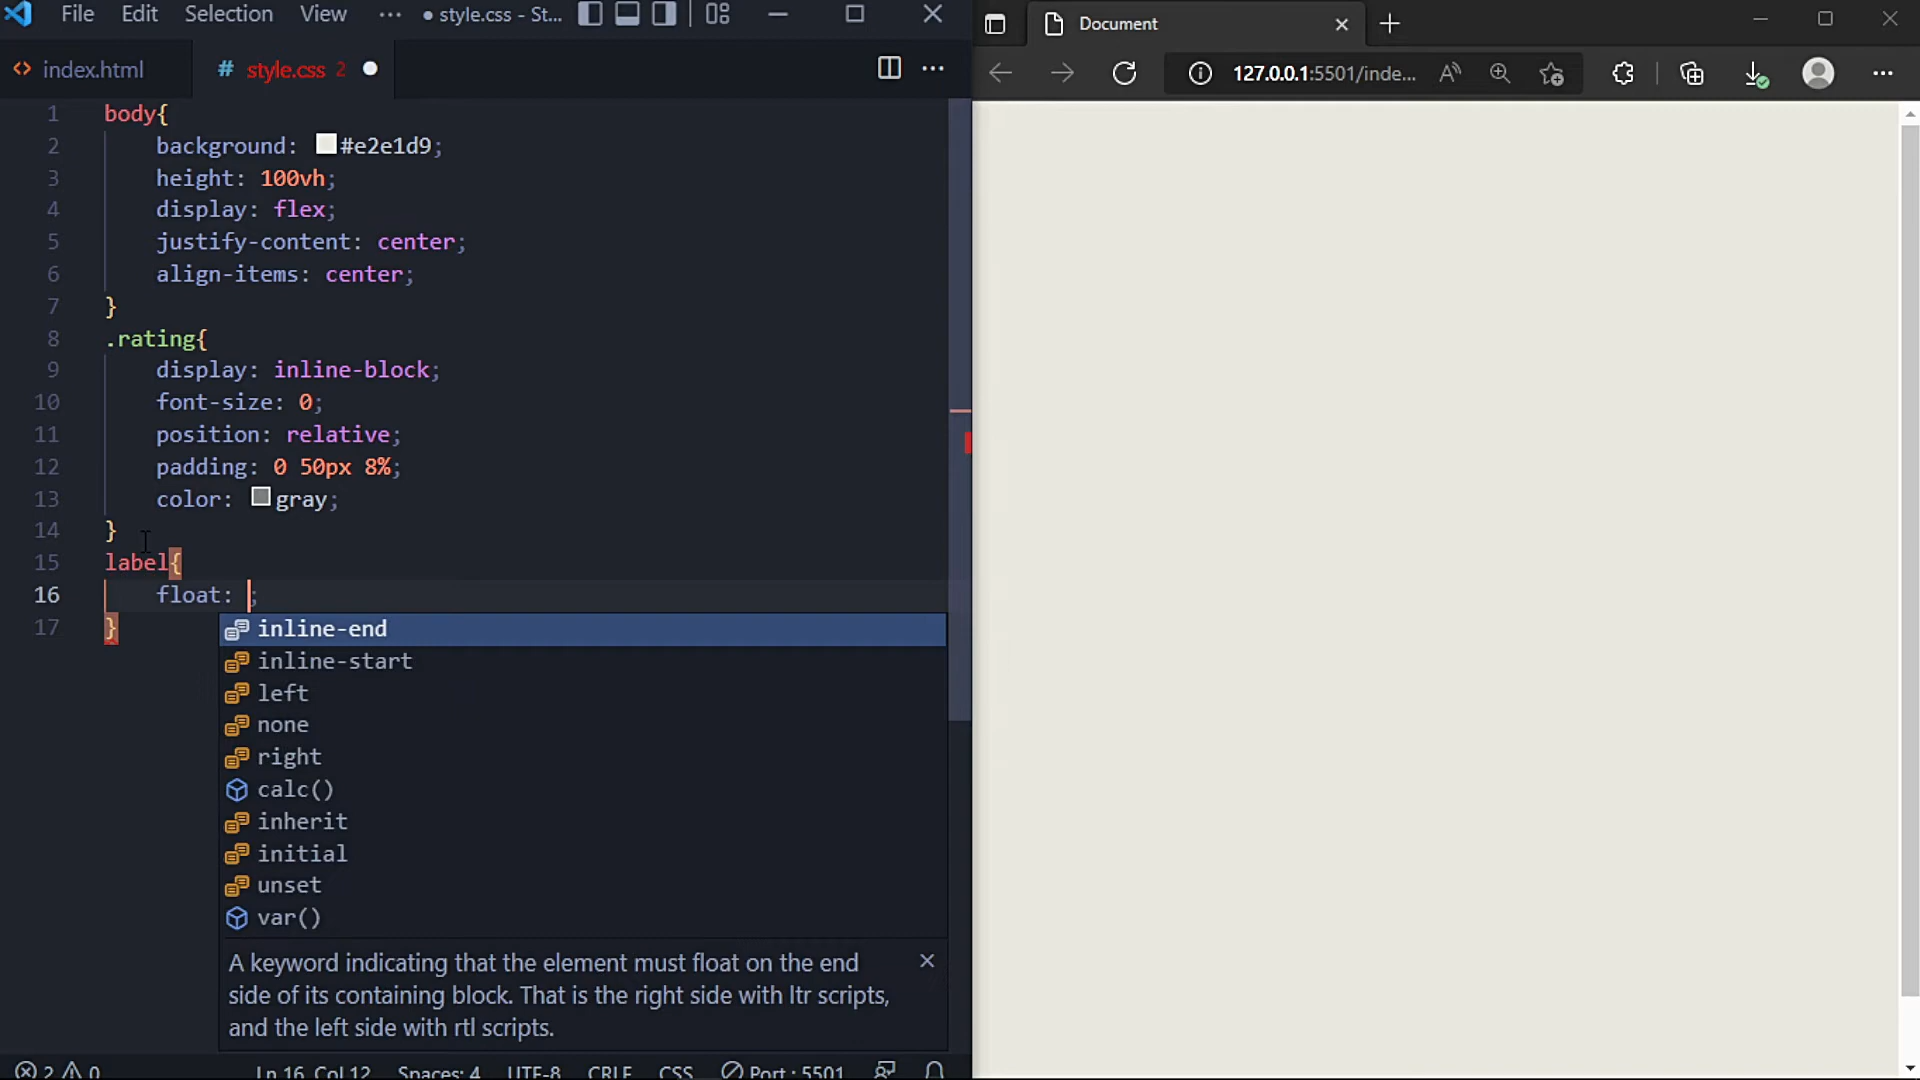 File Edit Selection View ··· ● style.css - St...
index.html
# style.css 2 ●
1 body{
2 background: #e2e1d9;
3 height: 100vh;
4 display: flex;
5 justify-content: center;
6 align-items: center;
7 }
8 .rating{
9 display: inline-block;
10 font-size: 0;
11 position: relative;
12 padding: 0 50px 8%;
13 color: gray;
14 }
15 label{
16 float: ;
17 }
inline-end
inline-start
left
none
right
calc()
inherit
initial
unset
var()
A keyword indicating that the element must float on the end
side of its containing block. That is the right side with ltr scripts,
and the left side with rtl scripts.
2 0 Ln 16, Col 12 Spaces: 4 UTF-8 CRLF CSS Port : 5501
Document
127.0.0.1:5501/inde...